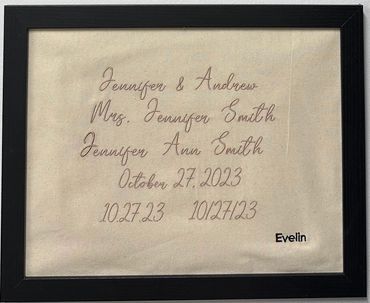 Jennifer & Andrew
Mrs. Jennifer Smith
Jennifer Ann Smith
October 27, 2023
10.27.23 10/27/23
Evelin